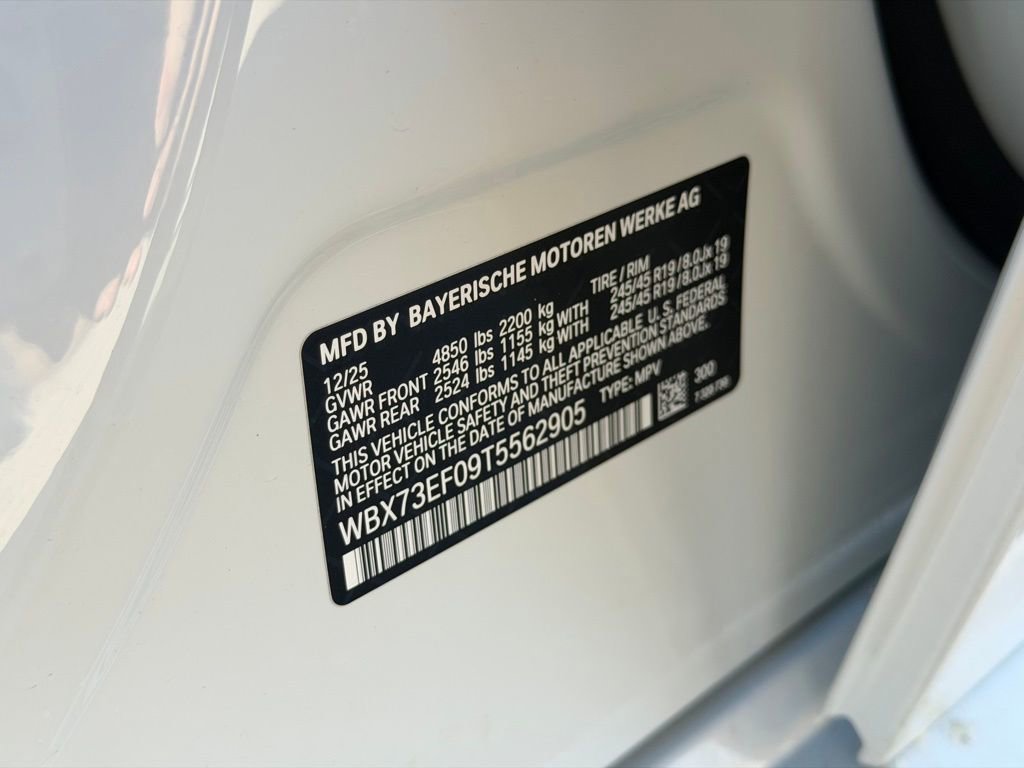 MFD BY BAYERISCHE MOTOREN WERKE AG
12/25 TIRE / RIM
GVWR 4850 lbs 2200 kg 245/45 R19 / 8.0Jx 19
GAWR FRONT 2546 lbs 1155 kg WITH 245/45 R19 / 8.0Jx 19
GAWR REAR 2524 lbs 1145 kg WITH
THIS VEHICLE CONFORMS TO ALL APPLICABLE U.S. FEDERAL
MOTOR VEHICLE SAFETY AND THEFT PREVENTION STANDARDS
IN EFFECT ON THE DATE OF MANUFACTURE SHOWN ABOVE.
WBX73EF09T5562905 TYPE: MPV 300